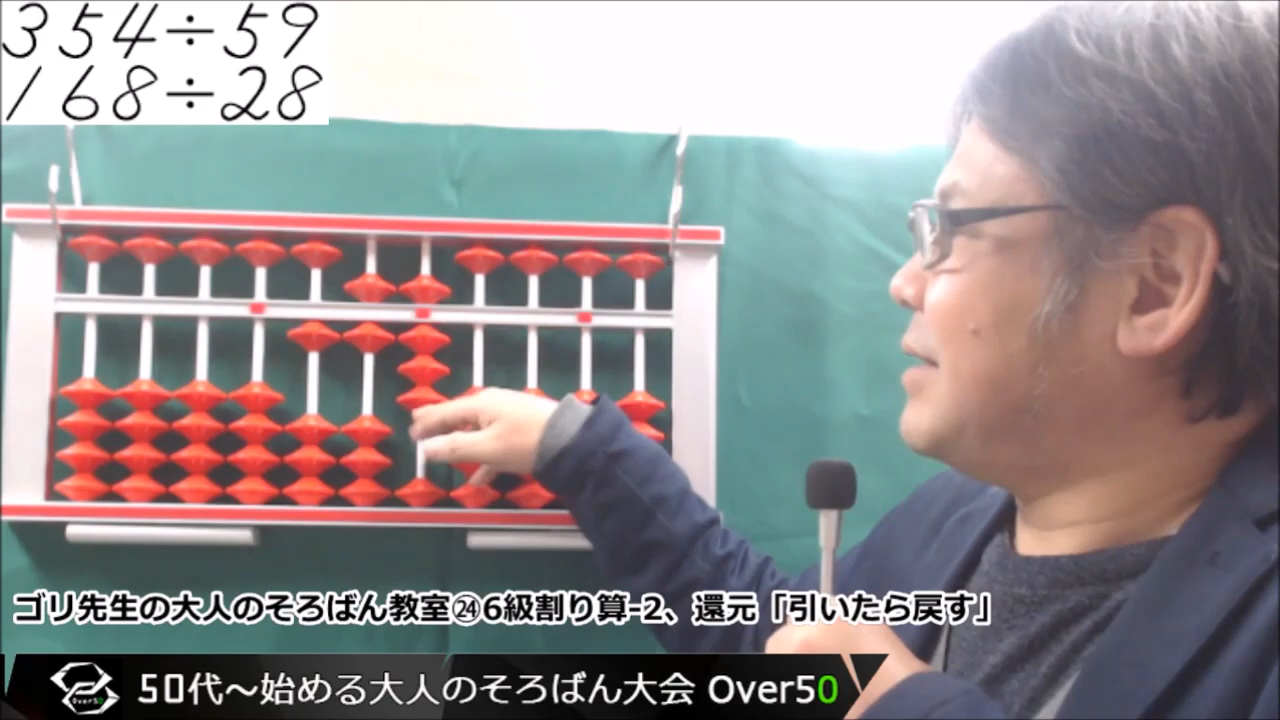 354÷59
168÷28
ゴリ先生の大人のそろばん教室㉔6級割り算-2、還元「引いたら戻す」
Over50
50代～始める大人のそろばん大会 Over50